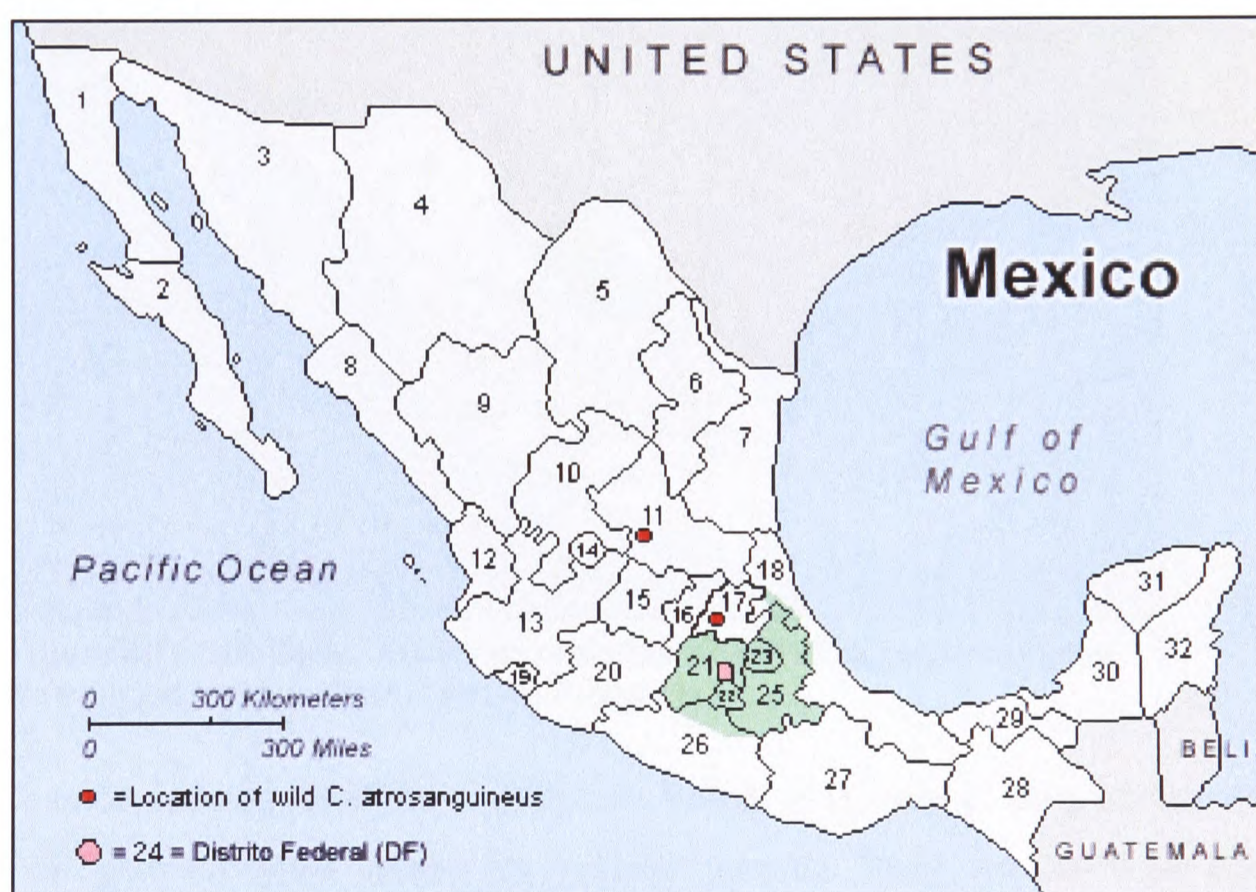 UNITED STATES
Mexico
Gulf of
Mexico
Pacific Ocean
1
2
3
4
5
6
7
8
9
10
11
12
13
14
15
16
17
18
19
20
21
22
23
25
26
27
28
29
30
31
32
BELI
GUATEMALA
0 300 Kilometers
0 300 Miles
=Location of wild C. atrosanguineus
= 24 = Distrito Federal (DF)